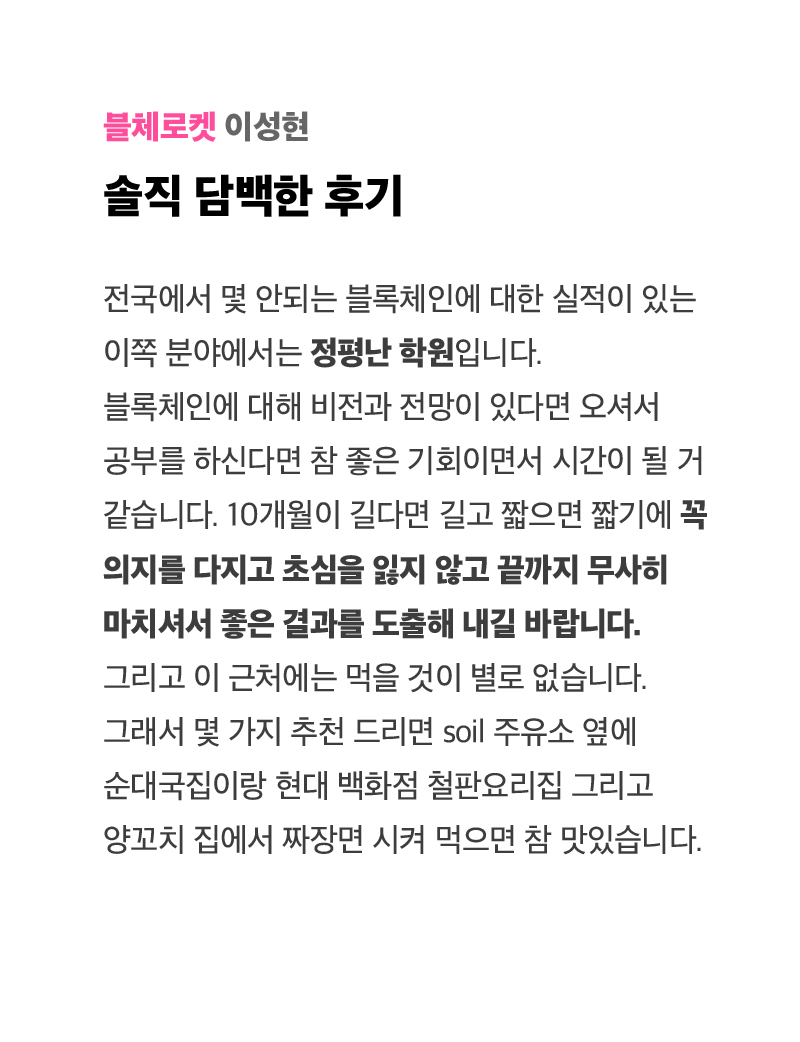 블체로켓 이성현
솔직 담백한 후기
전국에서 몇 안되는 블록체인에 대한 실적이 있는
이쪽 분야에서는 정평난 학원입니다.
블록체인에 대해 비전과 전망이 있다면 오셔서
공부를 하신다면 참 좋은 기회이면서 시간이 될 거
같습니다. 10개월이 길다면 길고 짧으면 짧기에 꼭
의지를 다지고 초심을 잃지 않고 끝까지 무사히
마치셔서 좋은 결과를 도출해 내길 바랍니다.
그리고 이 근처에는 먹을 것이 별로 없습니다.
그래서 몇 가지 추천 드리면 soil 주유소 옆에
순대국집이랑 현대 백화점 철판요리집 그리고
양꼬치 집에서 짜장면 시켜 먹으면 참 맛있습니다.